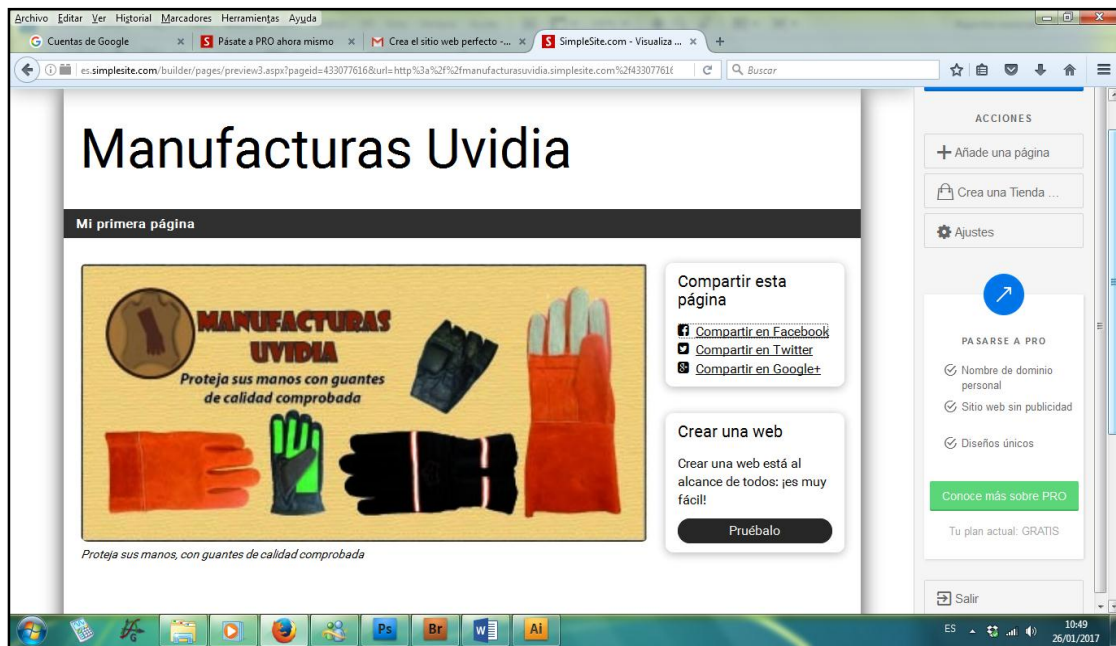 Archivo Editar Ver Historial Marcadores Herramientas Ayuda
Cuentas de Google
Pásate a PRO ahora mismo
Crea el sitio web perfecto -...
SimpleSite.com - Visualiza ...
es.simplesite.com/builder/pages/preview3.aspx?pageid=433077616&url=http%3a%2f%2fmanufacturasuvidia.simplesite.com%2f43307761
Buscar
Manufacturas Uvidia
Mi primera página
MANUFACTURAS
UVIDIA
Proteja sus manos con guantes
de calidad comprobada
Proteja sus manos, con guantes de calidad comprobada
Compartir esta
página
Compartir en Facebook
Compartir en Twitter
Compartir en Google+
Crear una web
Crear una web está al
alcance de todos: ¡es muy
fácil!
Pruébalo
ACCIONES
Añade una página
Crea una Tienda ...
Ajustes
PASARSE A PRO
Nombre de dominio
personal
Sitio web sin publicidad
Diseños únicos
Conoce más sobre PRO
Tu plan actual: GRATIS
Salir
Ps
Br
W
Ai
ES
10:49
26/01/2017